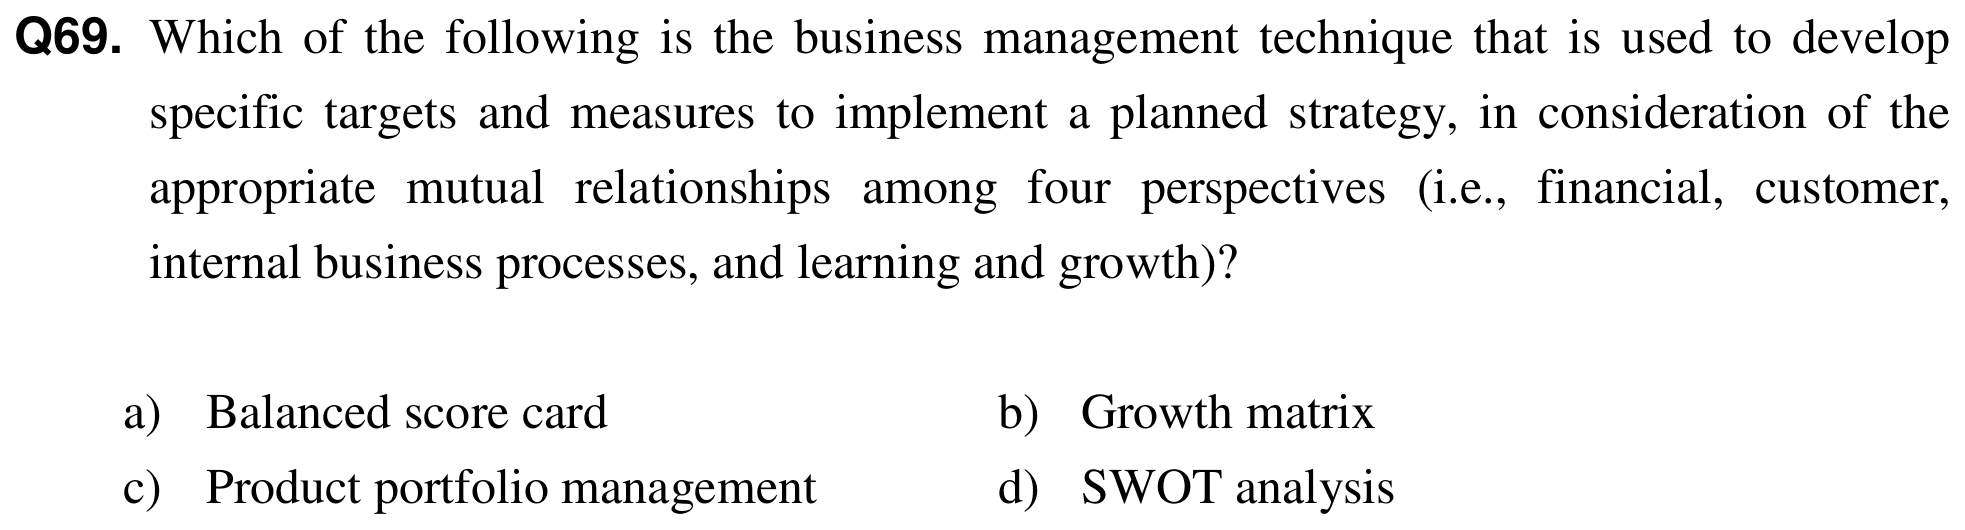 Q69. Which of the following is the business management technique that is used to develop
specific targets and measures to implement a planned strategy, in consideration of the
appropriate mutual relationships among four perspectives (i.e., financial, customer,
internal business processes, and learning and growth)?
a) Balanced score card b) Growth matrix
c) Product portfolio management d) SWOT analysis